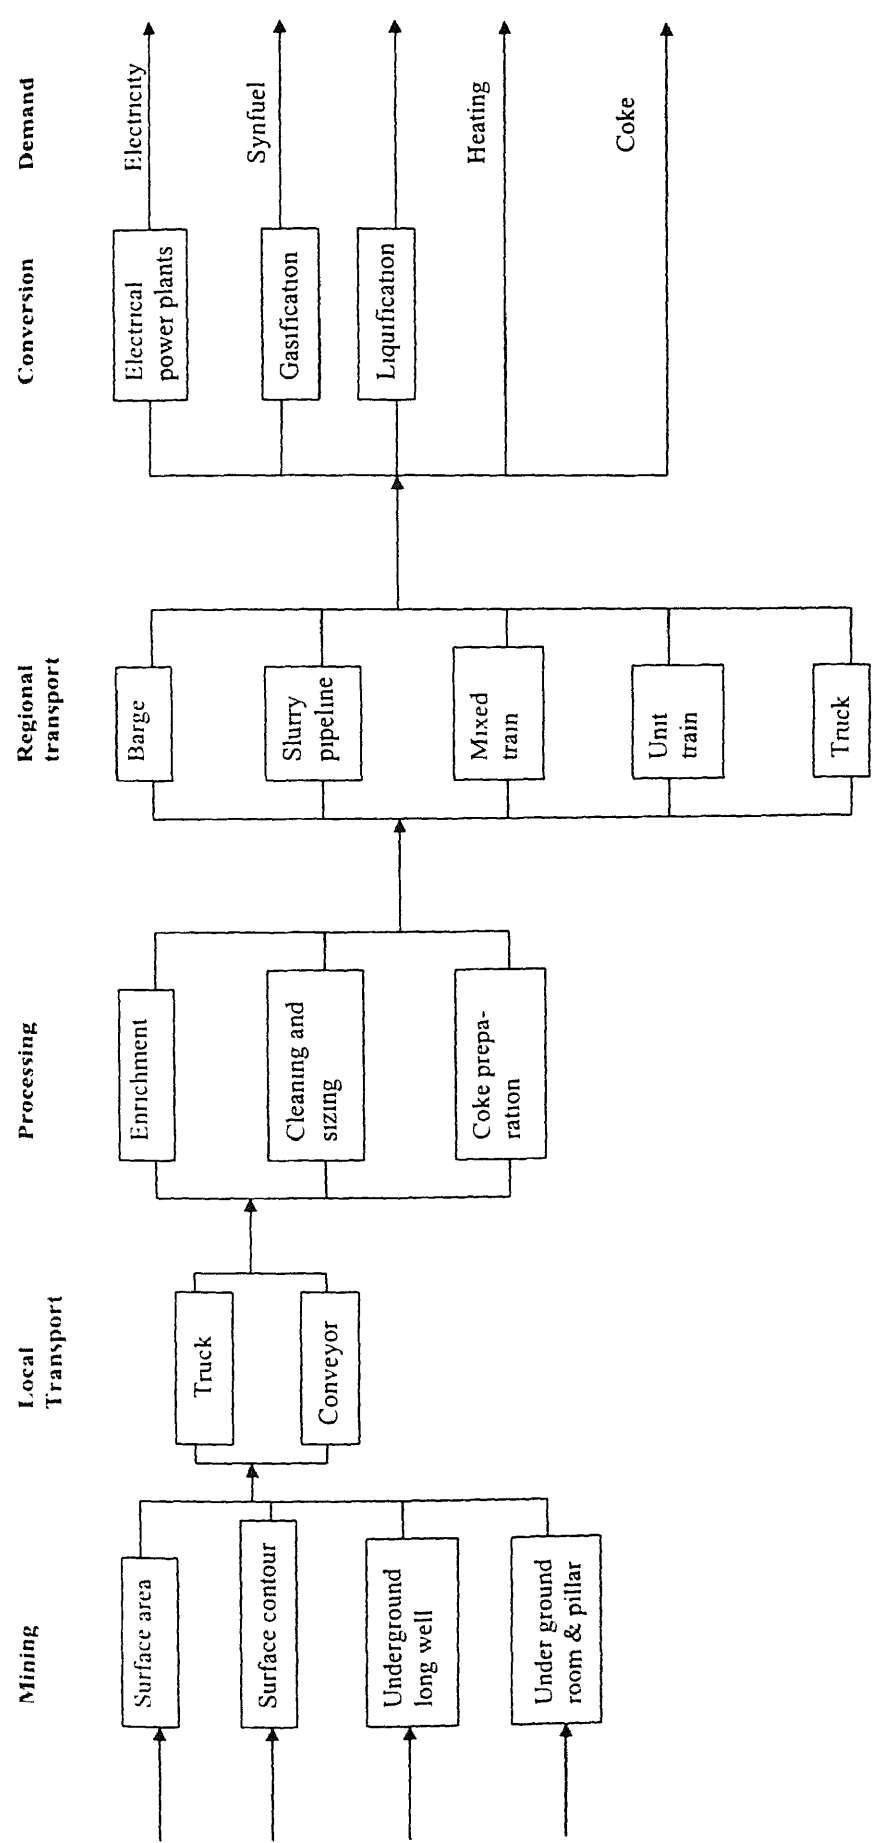 Mining
Local
Transport
Processing
Regional
transport
Conversion
Demand
Surface area
Surface contour
Underground
long well
Under ground
room & pillar
Truck
Conveyor
Enrichment
Cleaning and
sizing
Coke prepa-
ration
Barge
Slurry
pipeline
Mixed
train
Unit
train
Truck
Electrical
power plants
Gasification
Liquification
Electricity
Synfuel
Heating
Coke